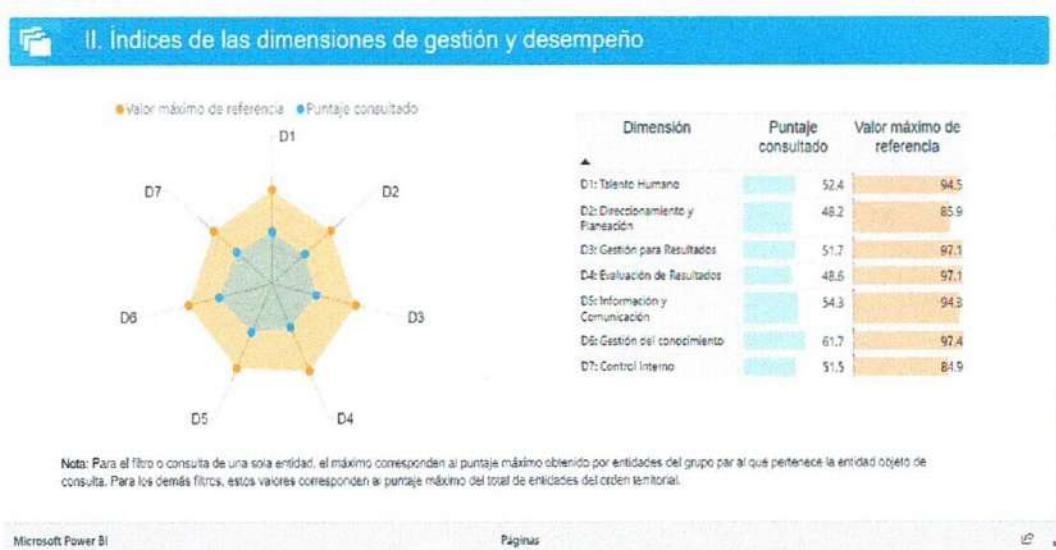 II. Índices de las dimensiones de gestión y desempeño
Valor máximo de referencia Puntaje consultado
D1
D2
D3
D4
D5
D6
D7
Dimensión Puntaje consultado Valor máximo de referencia
D1: Talento Humano 52.4 94.5
D2: Direccionamiento y
Planeación 48.2 85.9
D3: Gestión para Resultados 51.7 97.1
D4: Evaluación de Resultados 48.6 97.1
D5: Información y
Comunicación 54.3 94.3
D6: Gestión del conocimiento 61.7 97.4
D7: Control Interno 51.5 84.9
Nota: Para el filtro o consulta de una sola entidad, el máximo corresponden al puntaje máximo obtenido por entidades del grupo par al que pertenece la entidad objeto de
consulta. Para los demás filtros, estos valores corresponden al puntaje máximo del total de entidades del orden territorial.
Microsoft Power BI
Páginas